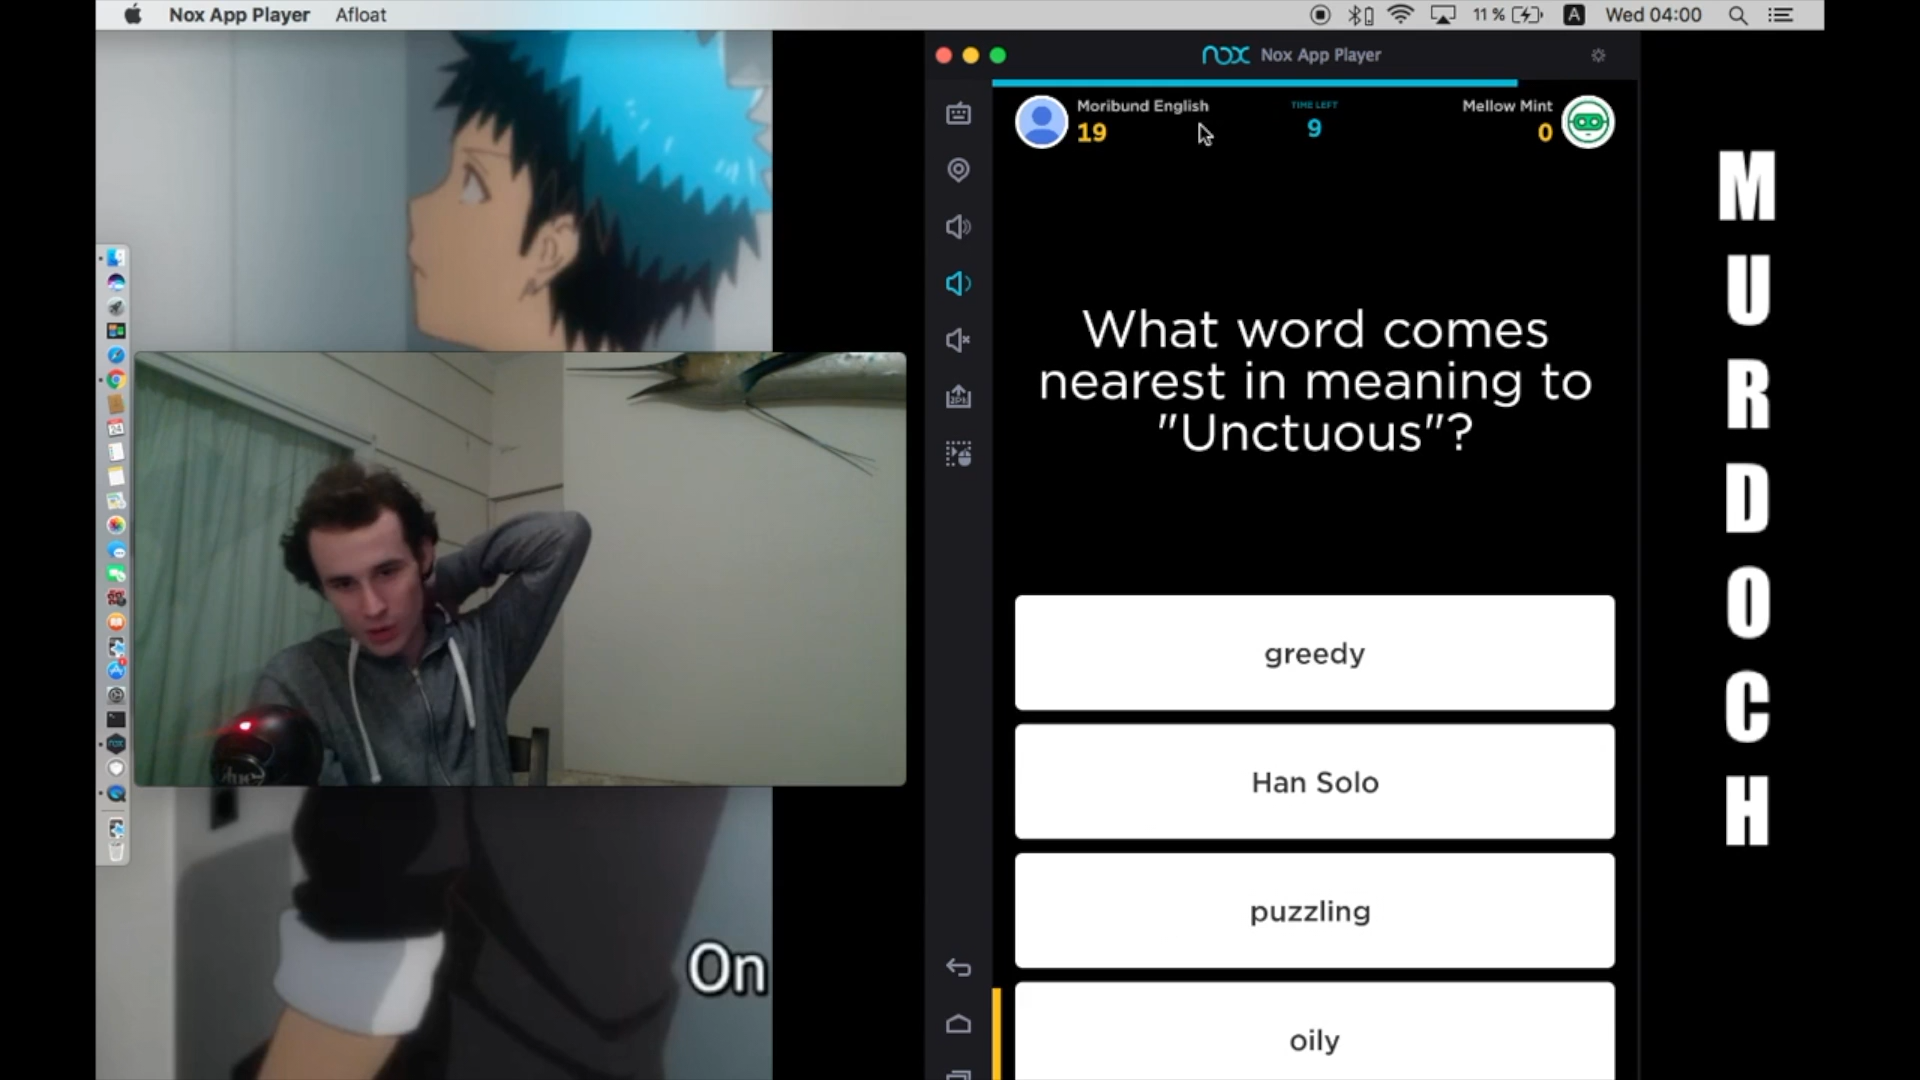 Nox App Player Afloat
11 % A Wed 04:00
nox Nox App Player
Moribund English
19
TIME LEFT
9
Mellow Mint
0
What word comes
nearest in meaning to
"Unctuous"?
greedy
Han Solo
puzzling
oily
On
M
U
R
D
O
C
H